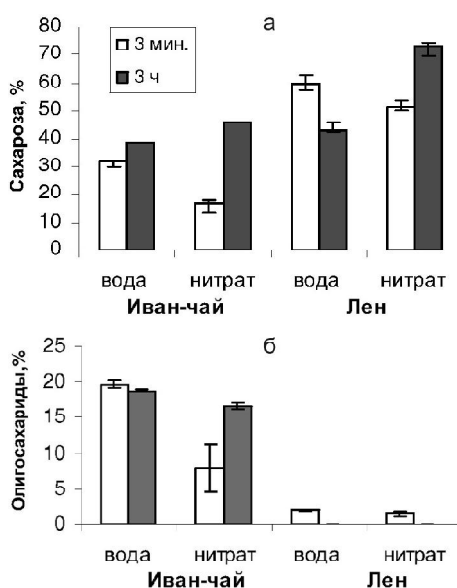 а
80
70
60
50
40
30
20
10
0
Сахароза, %
3 мин.
3 ч
вода нитрат вода нитрат
Иван-чай Лен
б
25
20
15
10
5
0
Олигосахариды,%
вода нитрат вода нитрат
Иван-чай Лен